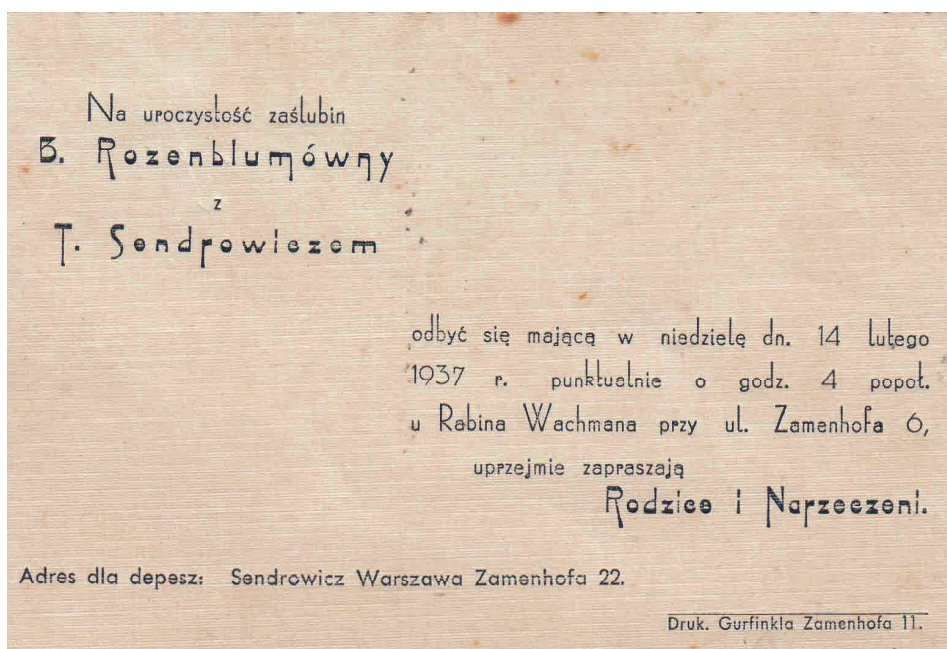 Na uroczystość zaślubin
B. Rozenblumówny
z
T. Sendrowiczem
odbyć się mającą w niedzielę dn. 14 lutego
1937 r. punktualnie o godz. 4 popoł.
u Rabina Wachmana przy ul. Zamenhofa 6,
uprzejmie zapraszają
Rodzice i Narzeczeni.
Adres dla depesz: Sendrowicz Warszawa Zamenhofa 22.
Druk. Gurfinkla Zamenhofa 11.